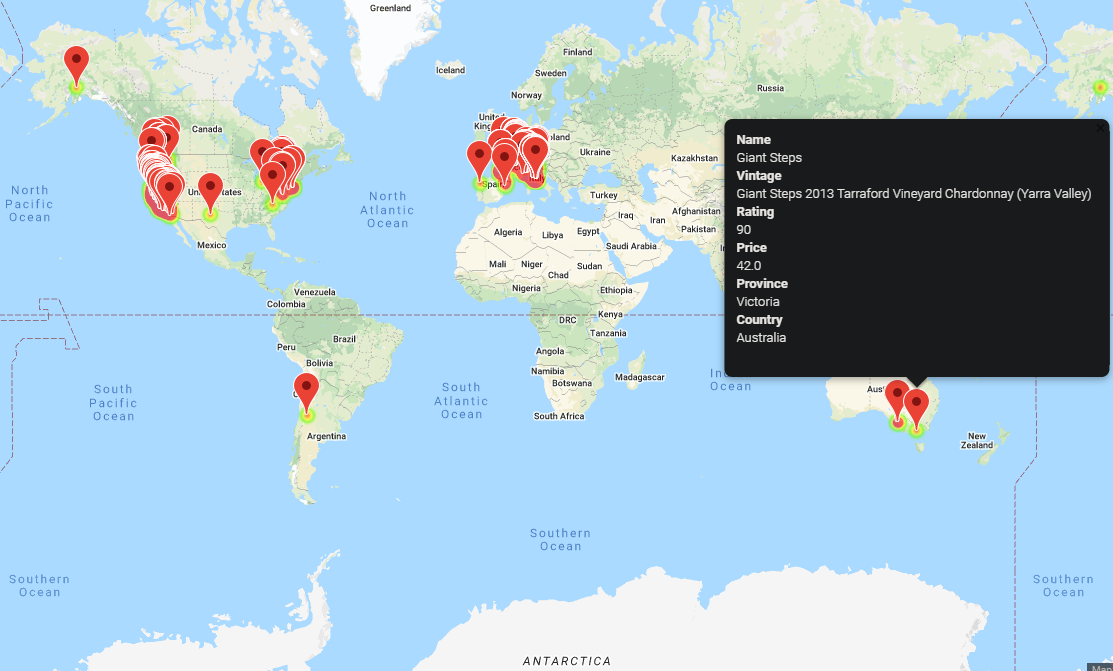 Greenland
Finland
Iceland
Sweden
Russia
Norway
Canada
Ukraine
Kazakhstan
Name
Giant Steps
Vintage
Giant Steps 2013 Tarraford Vineyard Chardonnay (Yarra Valley)
Rating
90
Price
42.0
Province
Victoria
Country
Australia
North
Pacific
Ocean
North
Atlantic
Ocean
Spain
Turkey
Iraq
Iran
Afghanistan
Pakistan
Mexico
Algeria
Libya
Egypt
Saudi Arabia
Mali
Niger
Chad
Sudan
Nigeria
Ethiopia
Venezuela
Colombia
DRC
Kenya
Tanzania
Peru
Brazil
Bolivia
Angola
Namibia
Botswana
Madagascar
Ocean
South
Pacific
Ocean
South
Atlantic
Ocean
South Africa
Argentina
New
Zealand
Southern
Ocean
Southern
Ocean
Southern
Ocean
ANTARCTICA